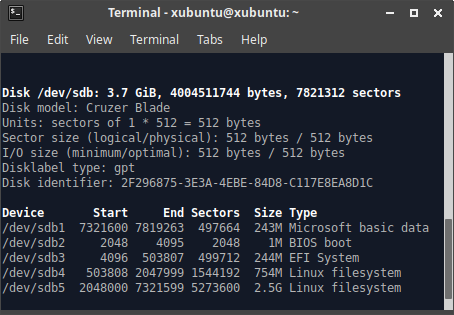 Terminal - xubuntu@xubuntu: ~
File Edit View Terminal Tabs Help
Disk /dev/sdb: 3.7 GiB, 4004511744 bytes, 7821312 sectors
Disk model: Cruzer Blade
Units: sectors of 1 * 512 = 512 bytes
Sector size (logical/physical): 512 bytes / 512 bytes
I/O size (minimum/optimal): 512 bytes / 512 bytes
Disklabel type: gpt
Disk identifier: 2F296875-3E3A-4EBE-84D8-C117E8EA8D1C
Device Start End Sectors Size Type
/dev/sdb1 7321600 7819263 497664 243M Microsoft basic data
/dev/sdb2 2048 4095 2048 1M BIOS boot
/dev/sdb3 4096 503807 499712 244M EFI System
/dev/sdb4 503808 2047999 1544192 754M Linux filesystem
/dev/sdb5 2048000 7321599 5273600 2.5G Linux filesystem